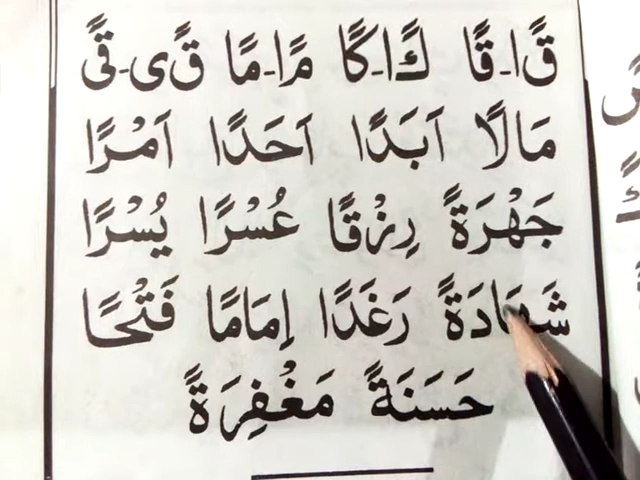 قًا-قًا كًا-كًا مًا-مًا قًى-قًى
مَالًا اَبَدًا اَحَدًا اَمْرًا
جَهْرَةً رِزْقًا عُسْرًا يُسْرًا
شَهَادَةً رَغَدًا اِمَامًا فَتْحًا
حَسَنَةً مَغْفِرَةً